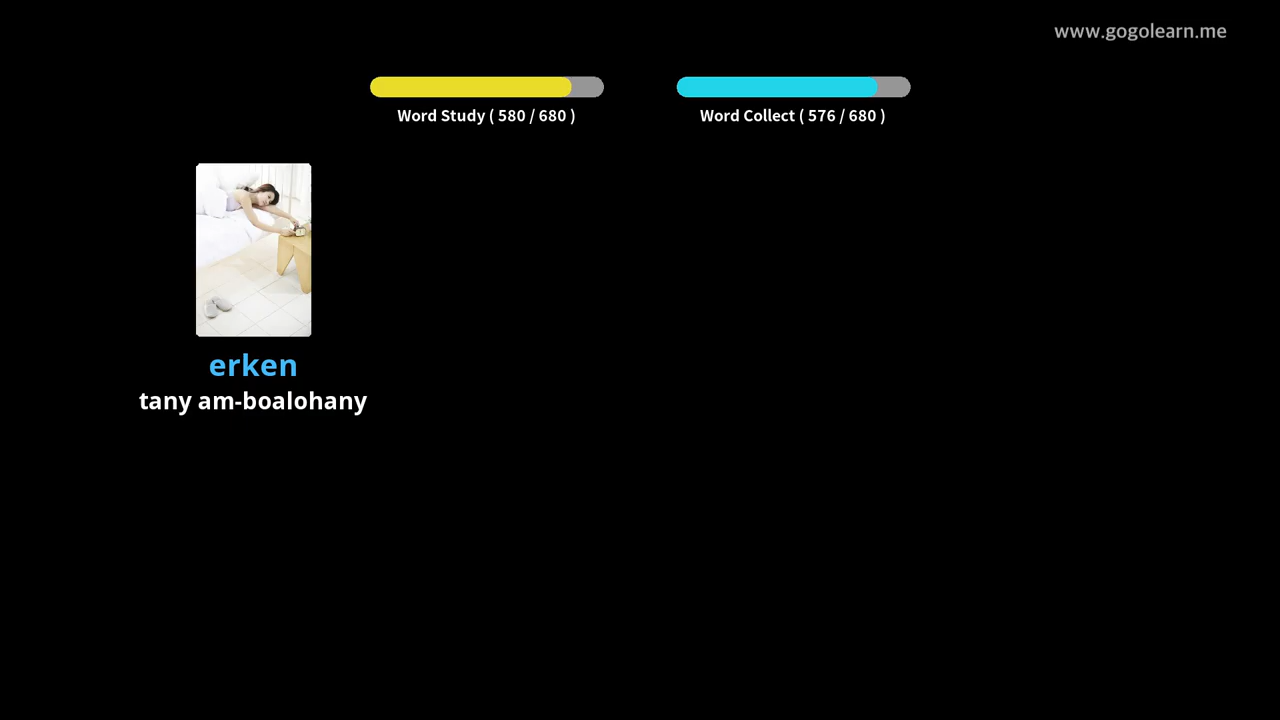 www.gogolearn.me
Word Study ( 580 / 680 )
Word Collect ( 576 / 680 )
erken
tany am-boalohany